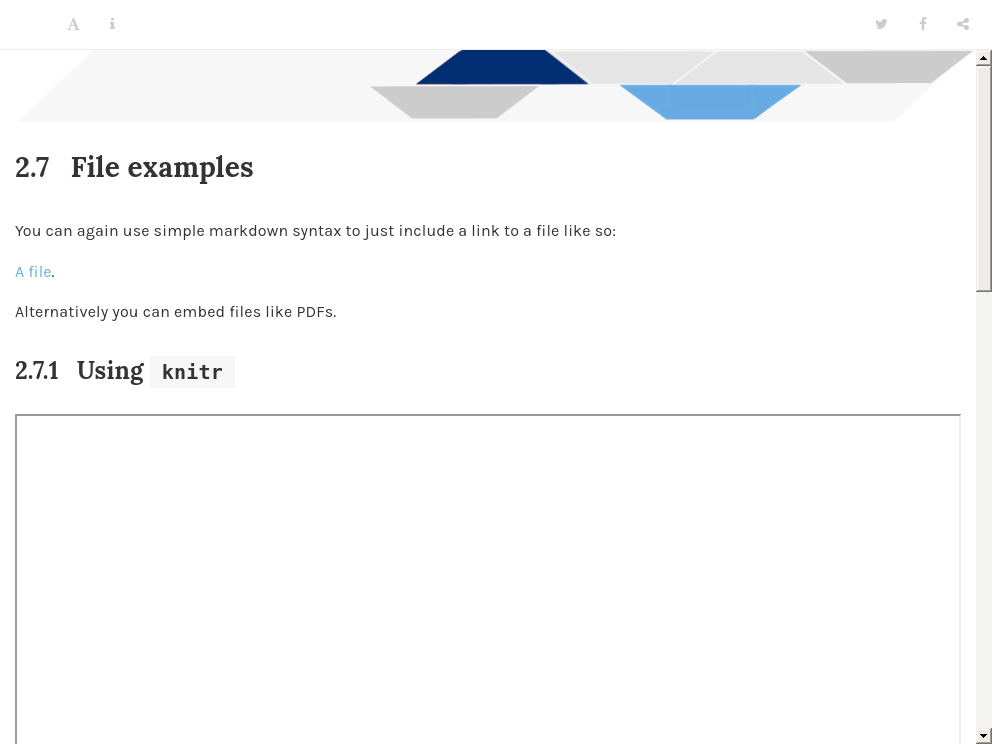 2.7 File examples
You can again use simple markdown syntax to just include a link to a file like so:
A file.
Alternatively you can embed files like PDFs.
2.7.1 Using knitr